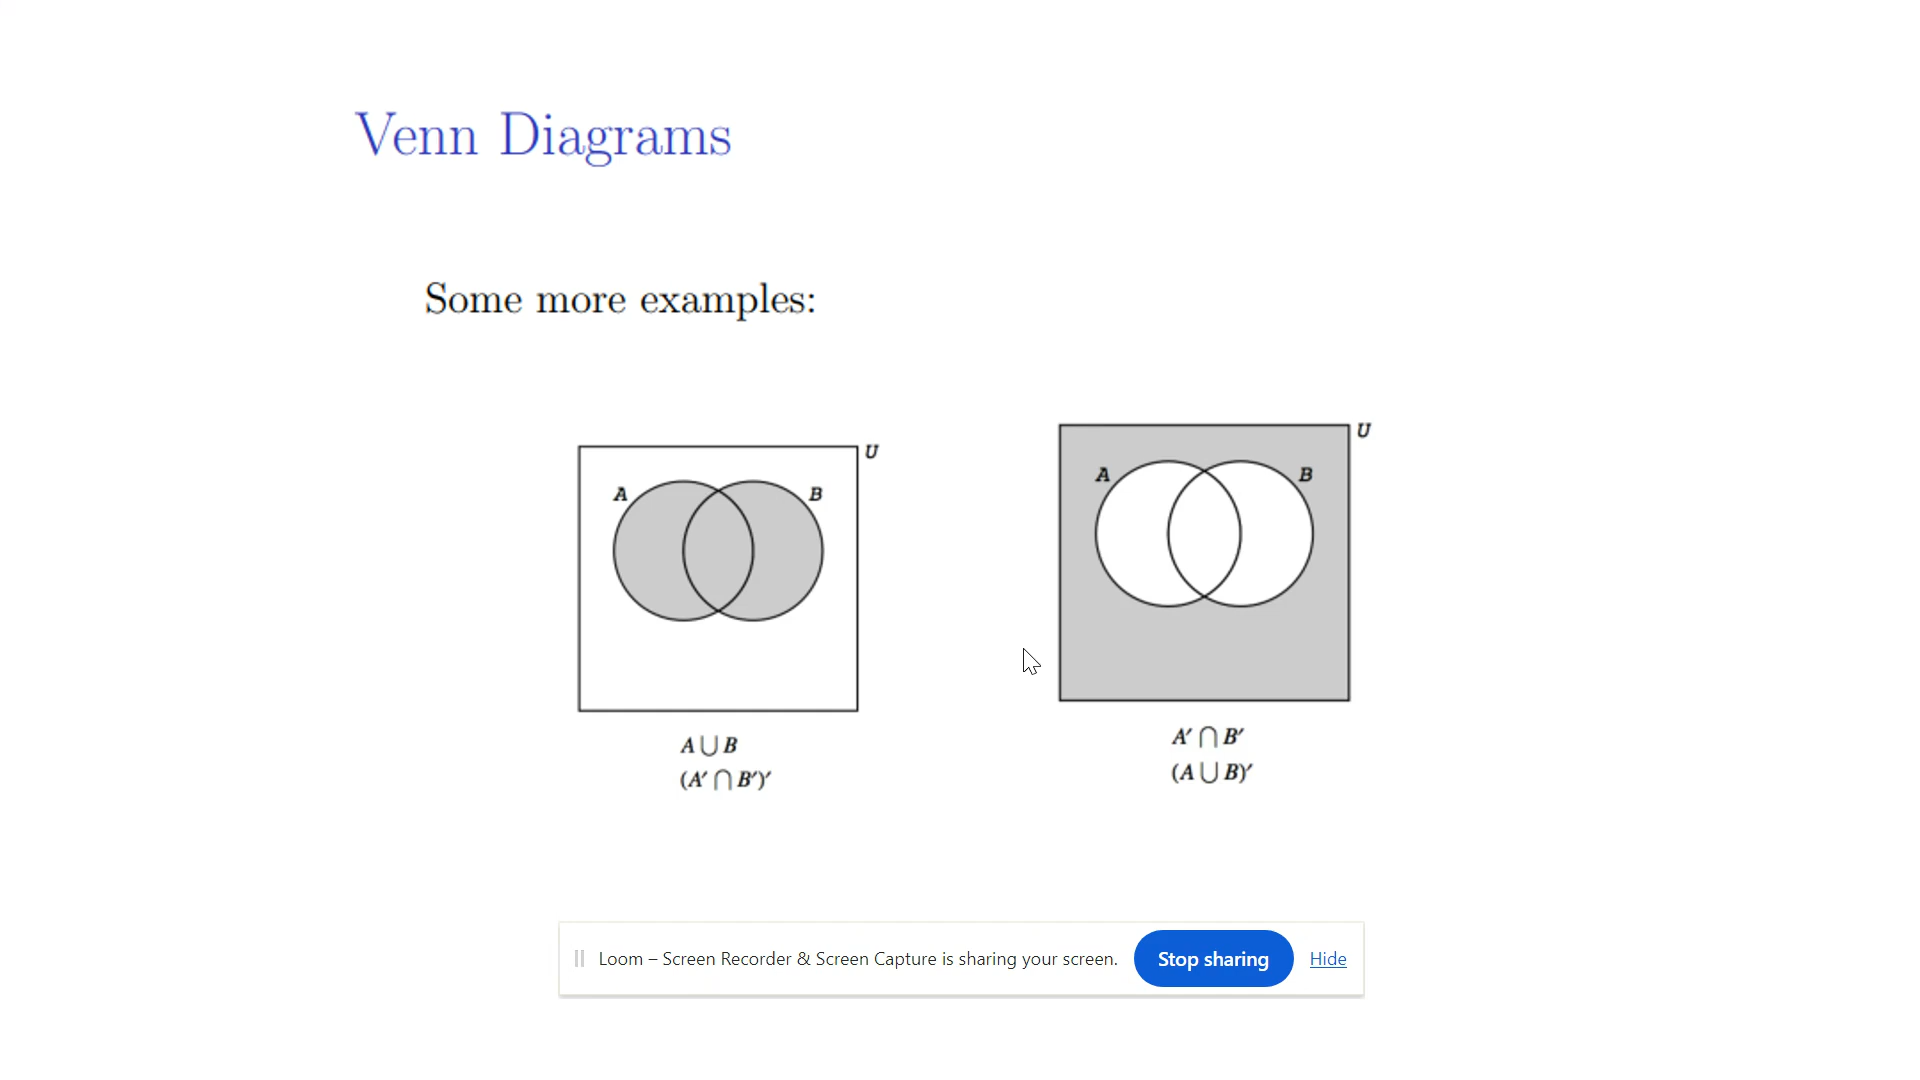 Venn Diagrams
Some more examples:
U
A
B
A ⋃ B
(A′ ⋂ B′)′
U
A
B
A′ ⋂ B′
(A ⋃ B)′
Loom – Screen Recorder & Screen Capture is sharing your screen.
Stop sharing
Hide